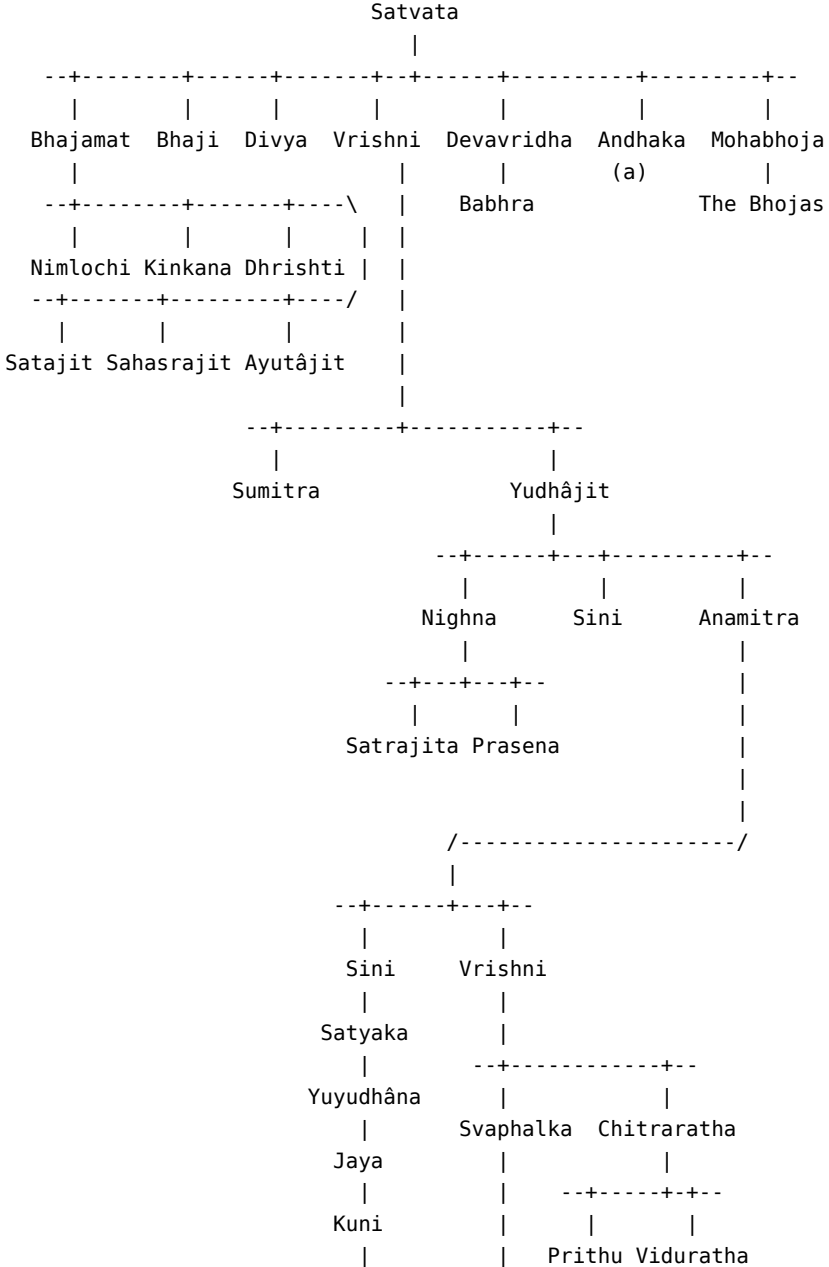 Satvata
|
--+--------+------+-------+--+------+----------+---------+--
| | | | | | |
Bhajamat Bhaji Divya Vrishni Devavridha Andhaka Mohabhoja
| | | (a) |
--+--------+-------+----\ | Babhra The Bhojas
| | | | |
Nimlochi Kinkana Dhrishti | |
--+-------+---------+----/ |
| | | |
Satajit Sahasrajit Ayutâjit |
|
--+---------+-----------+--
| |
Sumitra Yudhâjit
|
--+------+---+----------+--
| | |
Nighna Sini Anamitra
| |
--+---+---+-- |
| | |
Satrajita Prasena |
|
|
/----------------------/
|
--+------+---+--
| |
Sini Vrishni
| |
Satyaka |
| --+------------+--
Yuyudhâna | |
| Svaphalka Chitraratha
Jaya | |
| | --+-----+-+--
Kuni | | |
| | Prithu Viduratha